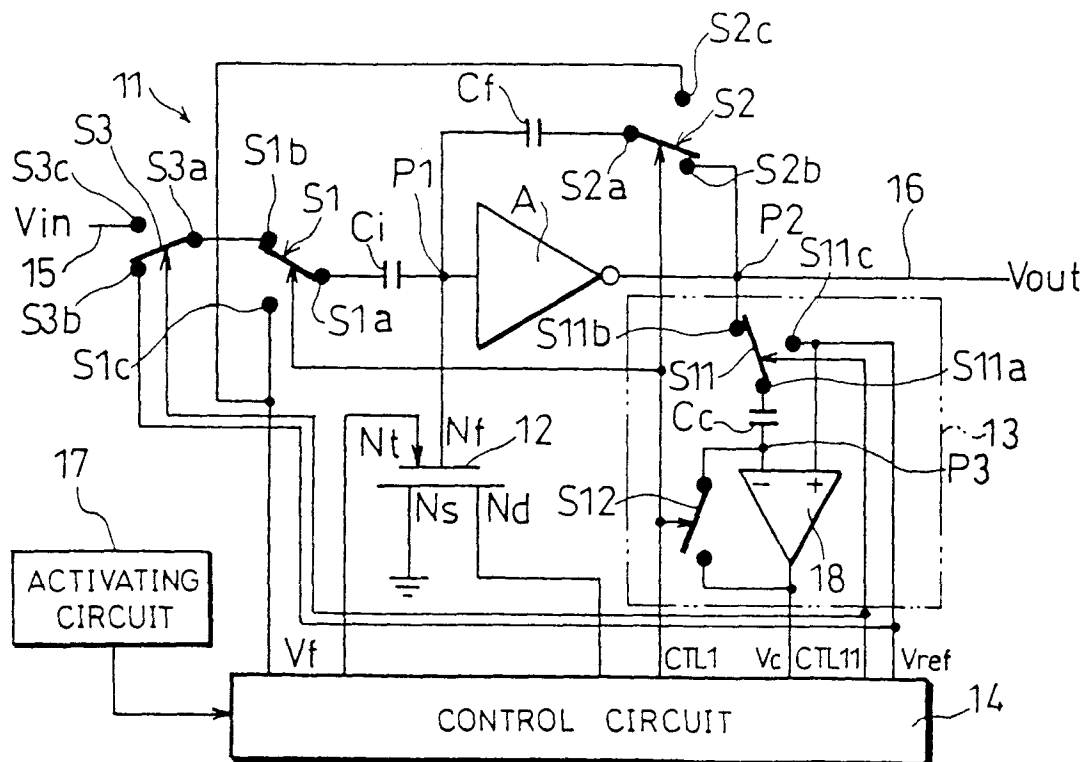 S2c
11
Cf
S2
S3
S3a
S1b
S3c
P1
S2a
S2b
S1
A
Vin
Ci
P2
S11c
16
15
Vout
S3b
S1a
S11b
S1c
S11
S11a
Cc
13
Nt
Nf
12
P3
17
S12
− +
Ns
Nd
18
ACTIVATING
CIRCUIT
Vf
CTL1
Vc
CTL11
Vref
CONTROL CIRCUIT
14